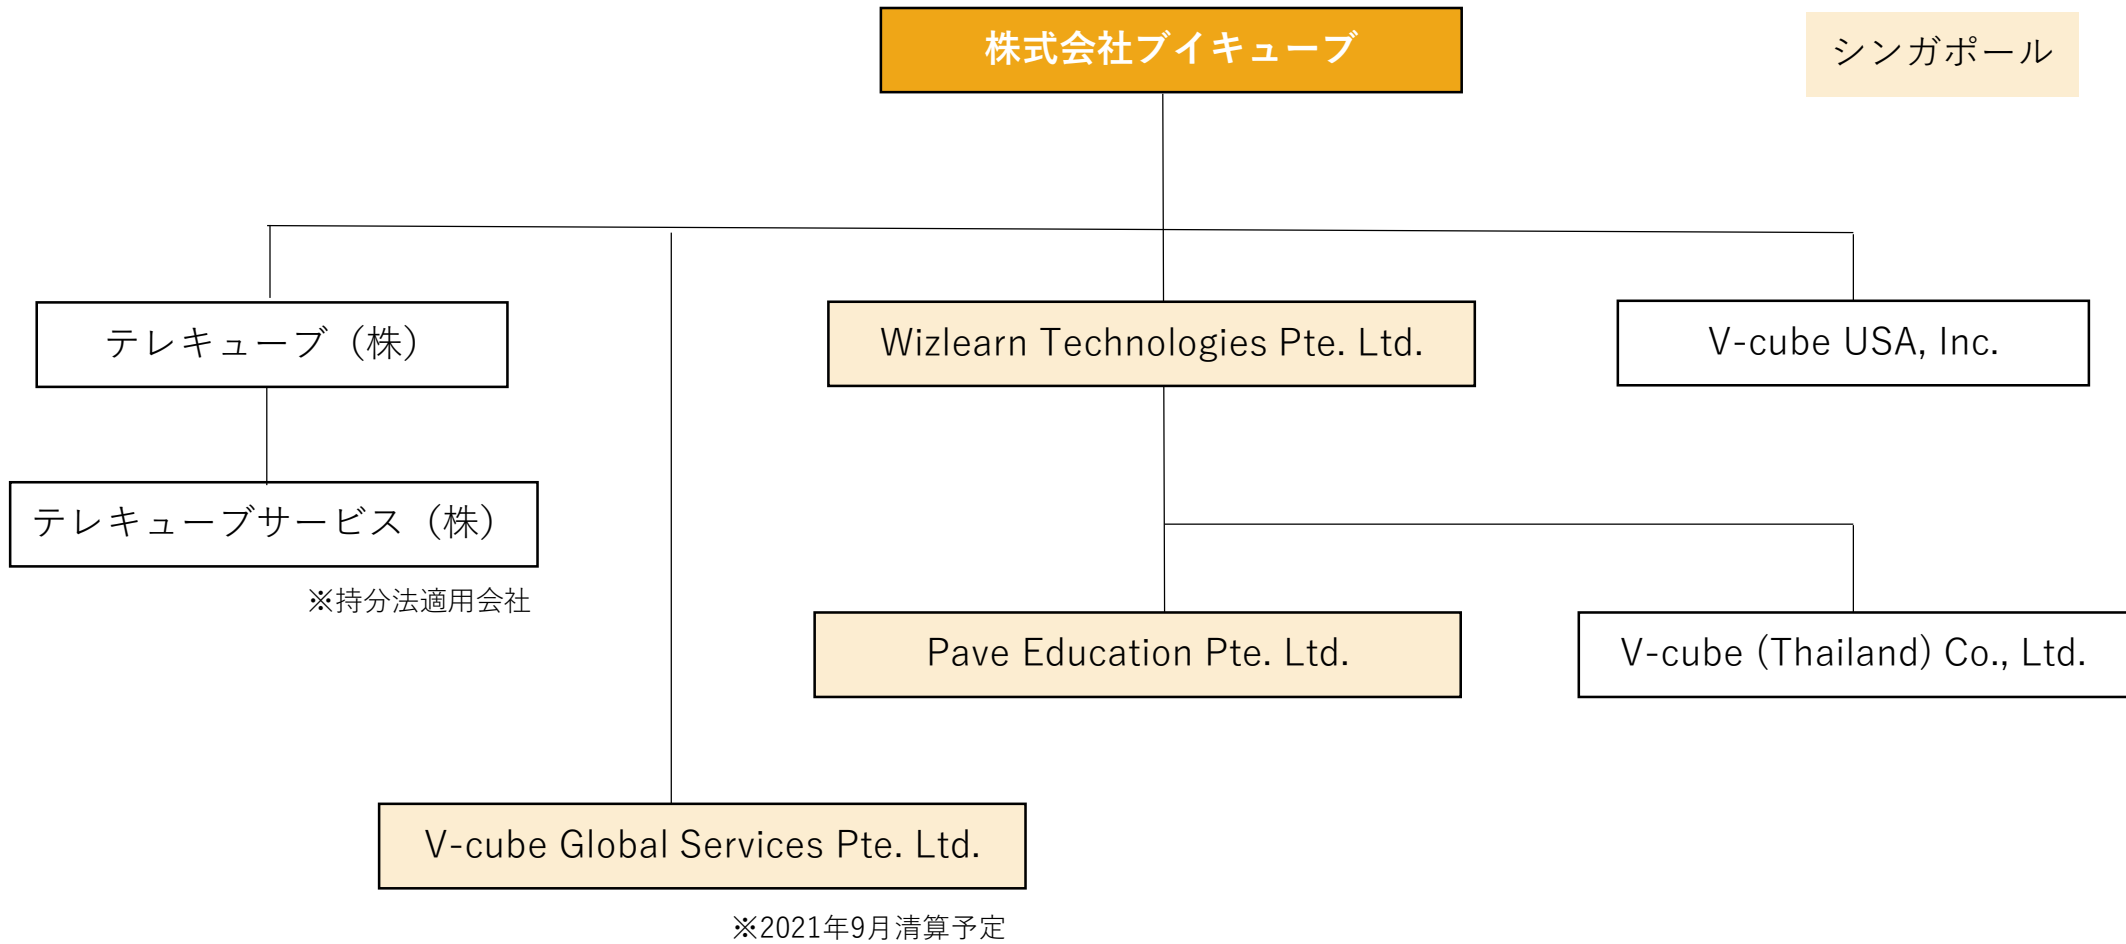 株式会社ブイキューブ
シンガポール
テレキューブ（株）
Wizlearn Technologies Pte. Ltd.
V-cube USA, Inc.
テレキューブサービス（株）
※持分法適用会社
Pave Education Pte. Ltd.
V-cube (Thailand) Co., Ltd.
V-cube Global Services Pte. Ltd.
※2021年9月清算予定